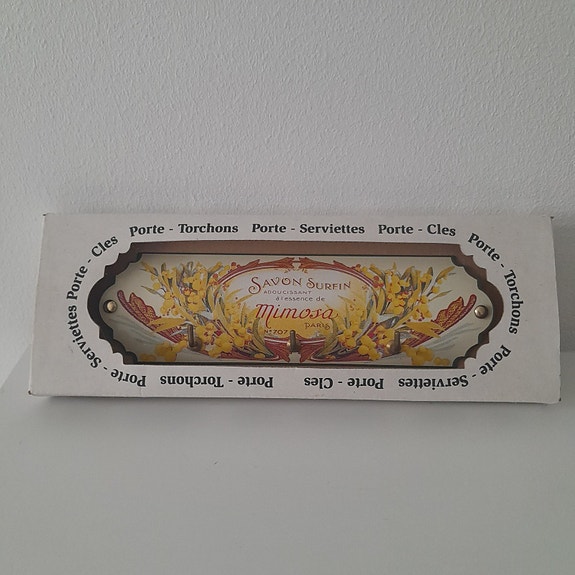 Porte - Torchons Porte - Serviettes Porte - Cles
Porte - Torchons
Porte - Serviettes
Porte - Cles
Porte - Torchons
Porte - Serviettes
Porte - Cles
SAVON SURFIN
ADOUCISSANT
à l'essence de
Mimosa
PARIS
N° 707